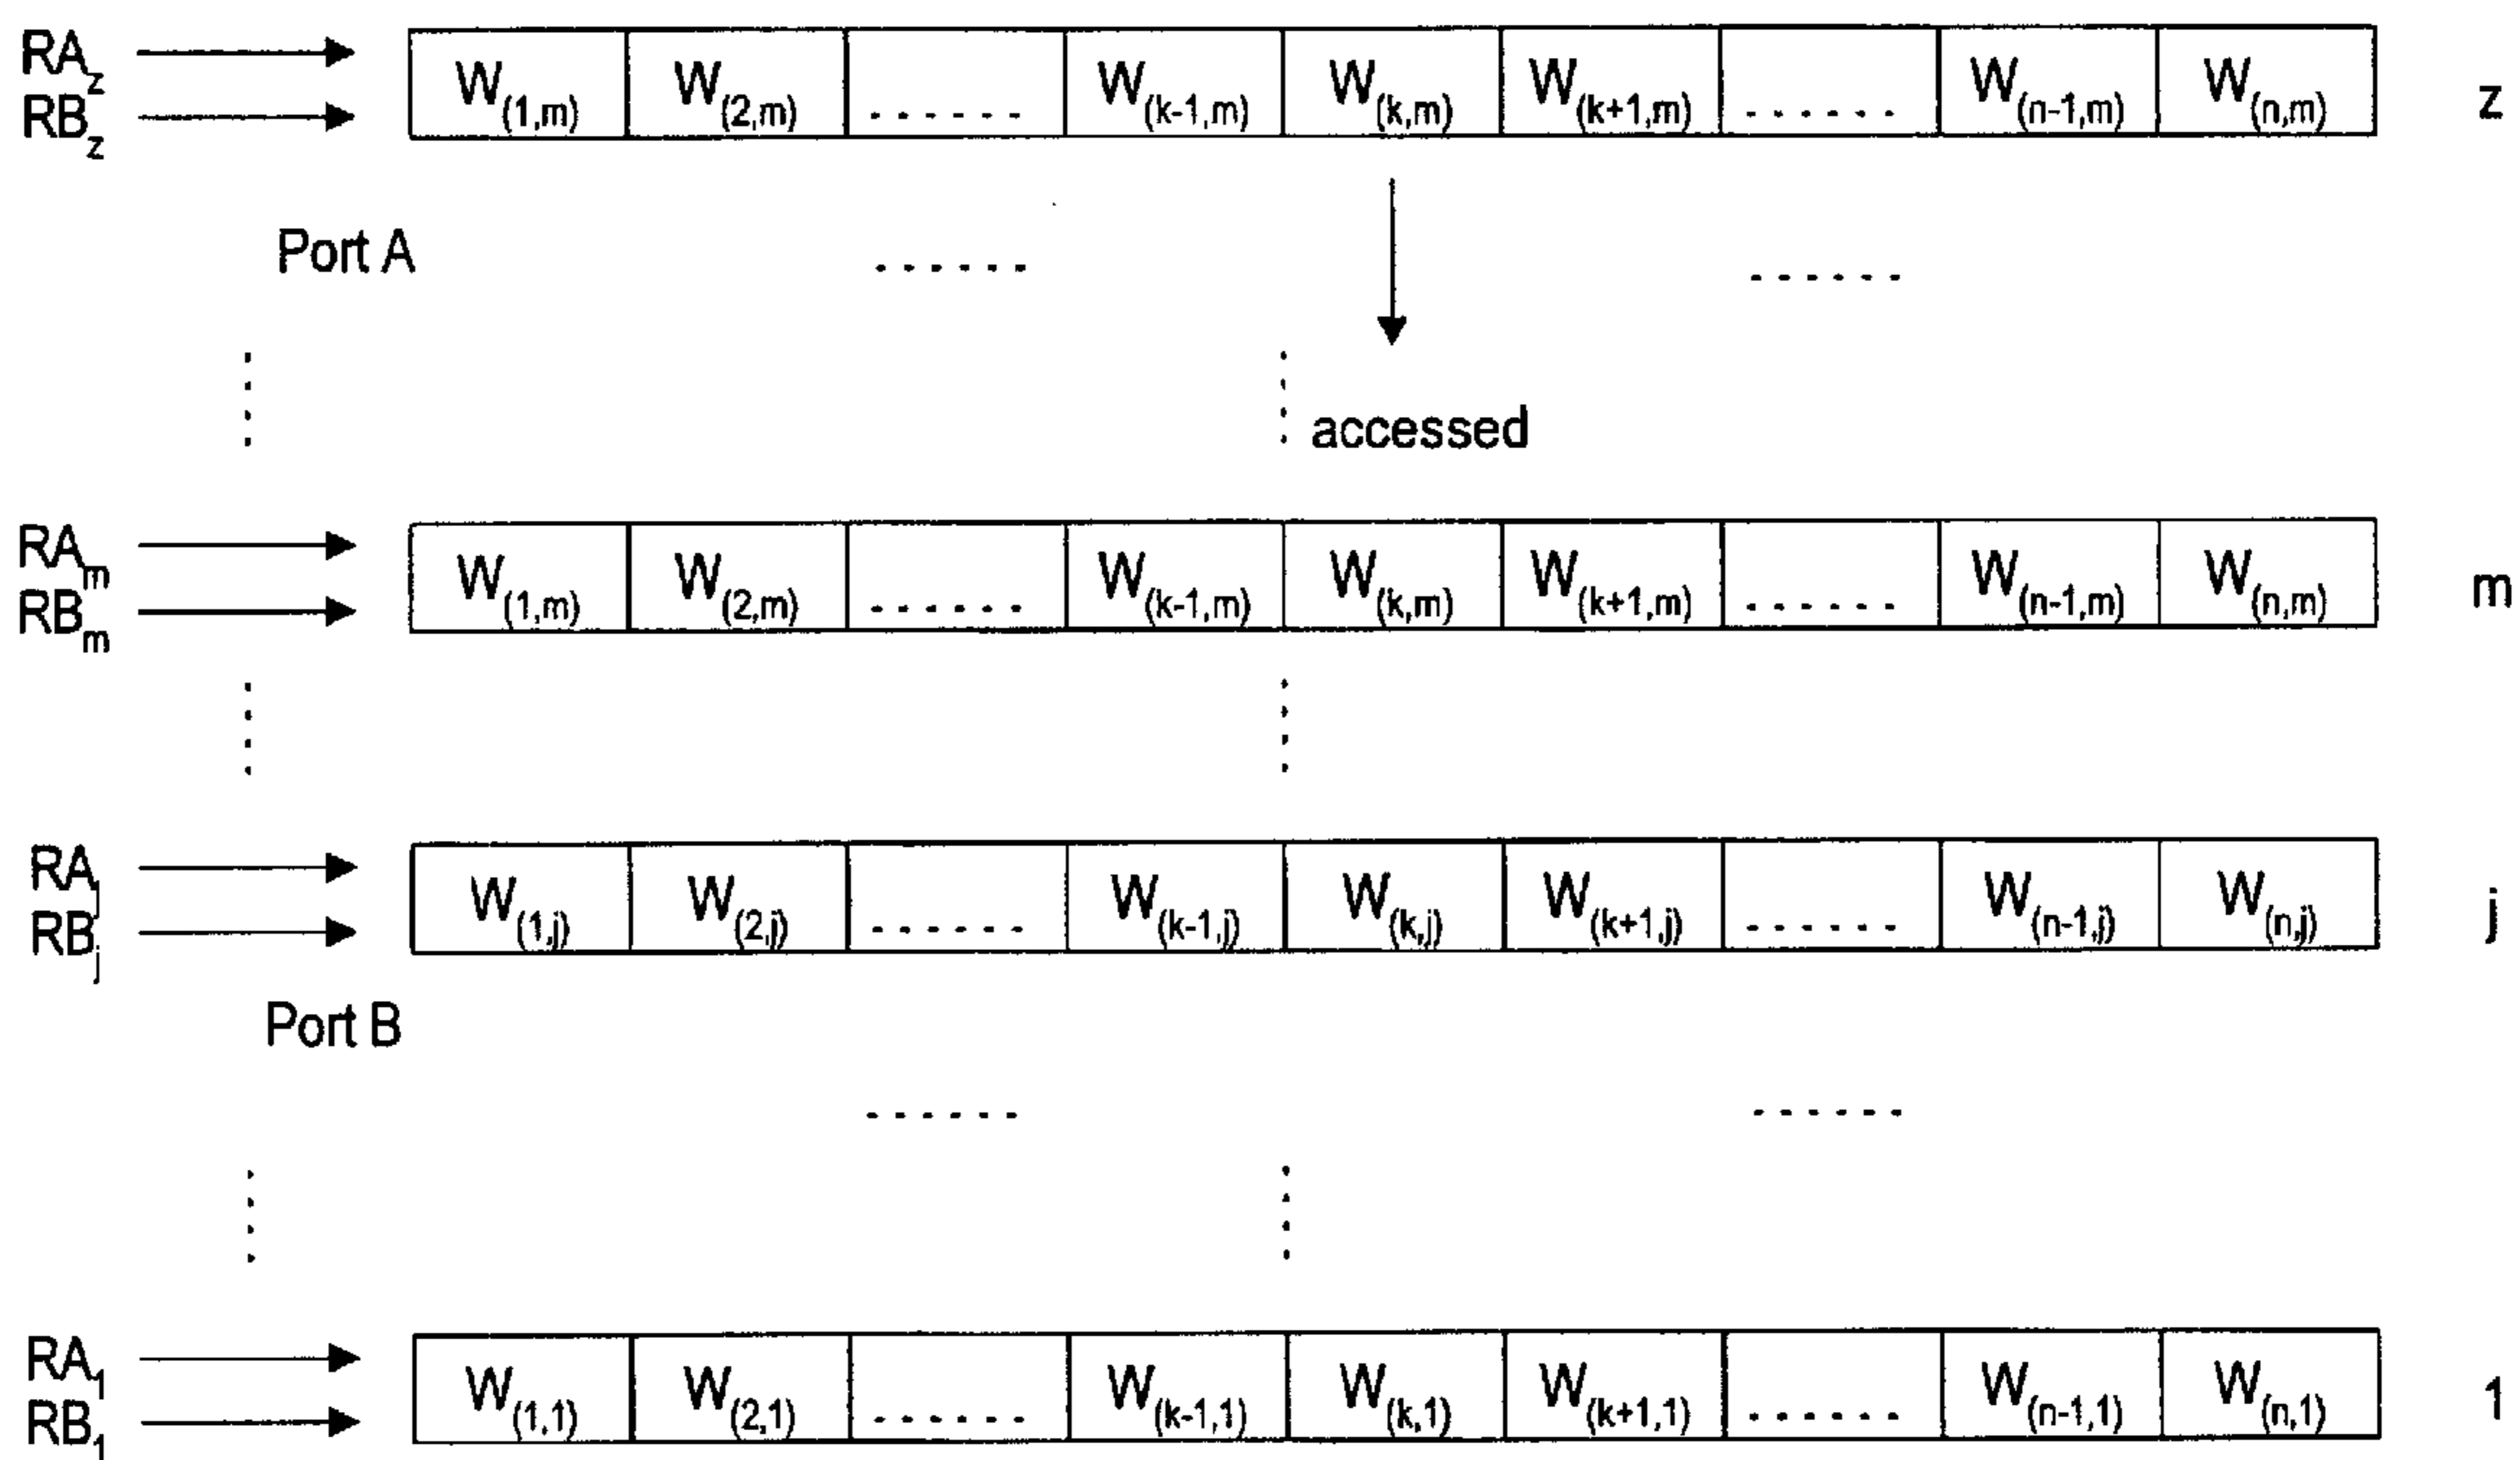 RA_z W_(1,m) W_(2,m) ...... W_(k-1,m) W_(k,m) W_(k+1,m) ...... W_(n-1,m) W_(n,m) z
RB_z
Port A ...... ......
accessed
RA_m W_(1,m) W_(2,m) ...... W_(k-1,m) W_(k,m) W_(k+1,m) ...... W_(n-1,m) W_(n,m) m
RB_m
RA_j W_(1,j) W_(2,j) ...... W_(k-1,j) W_(k,j) W_(k+1,j) ...... W_(n-1,j) W_(n,j) j
RB_j
Port B
...... ......
RA_1 W_(1,1) W_(2,1) ...... W_(k-1,1) W_(k,1) W_(k+1,1) ...... W_(n-1,1) W_(n,1) 1
RB_1